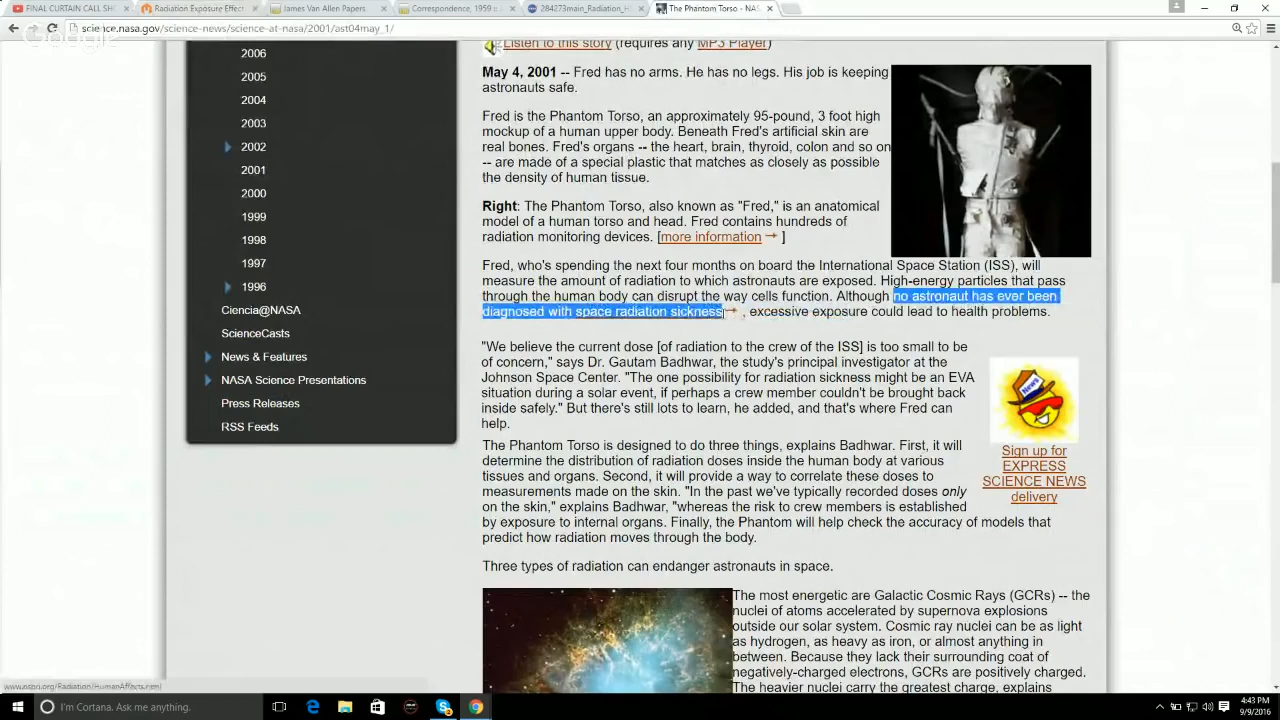 FINAL CURTAIN CALL SH
Radiation Exposure Effect
James Van Allen Papers
Correspondence, 1959 c
284273main_Radiation_H
The Phantom Torso - NAS
science.nasa.gov/science-news/science-at-nasa/2001/ast04may_1/
Google
2006
2005
2004
2003
2002
2001
2000
1999
1998
1997
1996
Ciencia@NASA
ScienceCasts
News & Features
NASA Science Presentations
Press Releases
RSS Feeds
Listen to this story (requires any MP3 Player)
May 4, 2001 -- Fred has no arms. He has no legs. His job is keeping
astronauts safe.
Fred is the Phantom Torso, an approximately 95-pound, 3 foot high
mockup of a human upper body. Beneath Fred's artificial skin are
real bones. Fred's organs -- the heart, brain, thyroid, colon and so on
-- are made of a special plastic that matches as closely as possible
the density of human tissue.
Right: The Phantom Torso, also known as "Fred," is an anatomical
model of a human torso and head. Fred contains hundreds of
radiation monitoring devices. [more information ]
Fred, who's spending the next four months on board the International Space Station (ISS), will
measure the amount of radiation to which astronauts are exposed. High-energy particles that pass
through the human body can disrupt the way cells function. Although no astronaut has ever been
diagnosed with space radiation sickness , excessive exposure could lead to health problems.
"We believe the current dose [of radiation to the crew of the ISS] is too small to be
of concern," says Dr. Gautam Badhwar, the study's principal investigator at the
Johnson Space Center. "The one possibility for radiation sickness might be an EVA
situation during a solar event, if perhaps a crew member couldn't be brought back
inside safely." But there's still lots to learn, he added, and that's where Fred can
help.
News
Sign up for
EXPRESS
SCIENCE NEWS
delivery
The Phantom Torso is designed to do three things, explains Badhwar. First, it will
determine the distribution of radiation doses inside the human body at various
tissues and organs. Second, it will provide a way to correlate these doses to
measurements made on the skin. "In the past we've typically recorded doses only
on the skin," explains Badhwar, "whereas the risk to crew members is established
by exposure to internal organs. Finally, the Phantom will help check the accuracy of models that
predict how radiation moves through the body.
Three types of radiation can endanger astronauts in space.
The most energetic are Galactic Cosmic Rays (GCRs) -- the
nuclei of atoms accelerated by supernova explosions
outside our solar system. Cosmic ray nuclei can be as light
as hydrogen, as heavy as iron, or almost anything in
between. Because they lack their surrounding coat of
negatively-charged electrons, GCRs are positively charged.
The heavier nuclei carry the greatest charge, explains
I'm Cortana. Ask me anything.
4:43 PM
9/9/2016